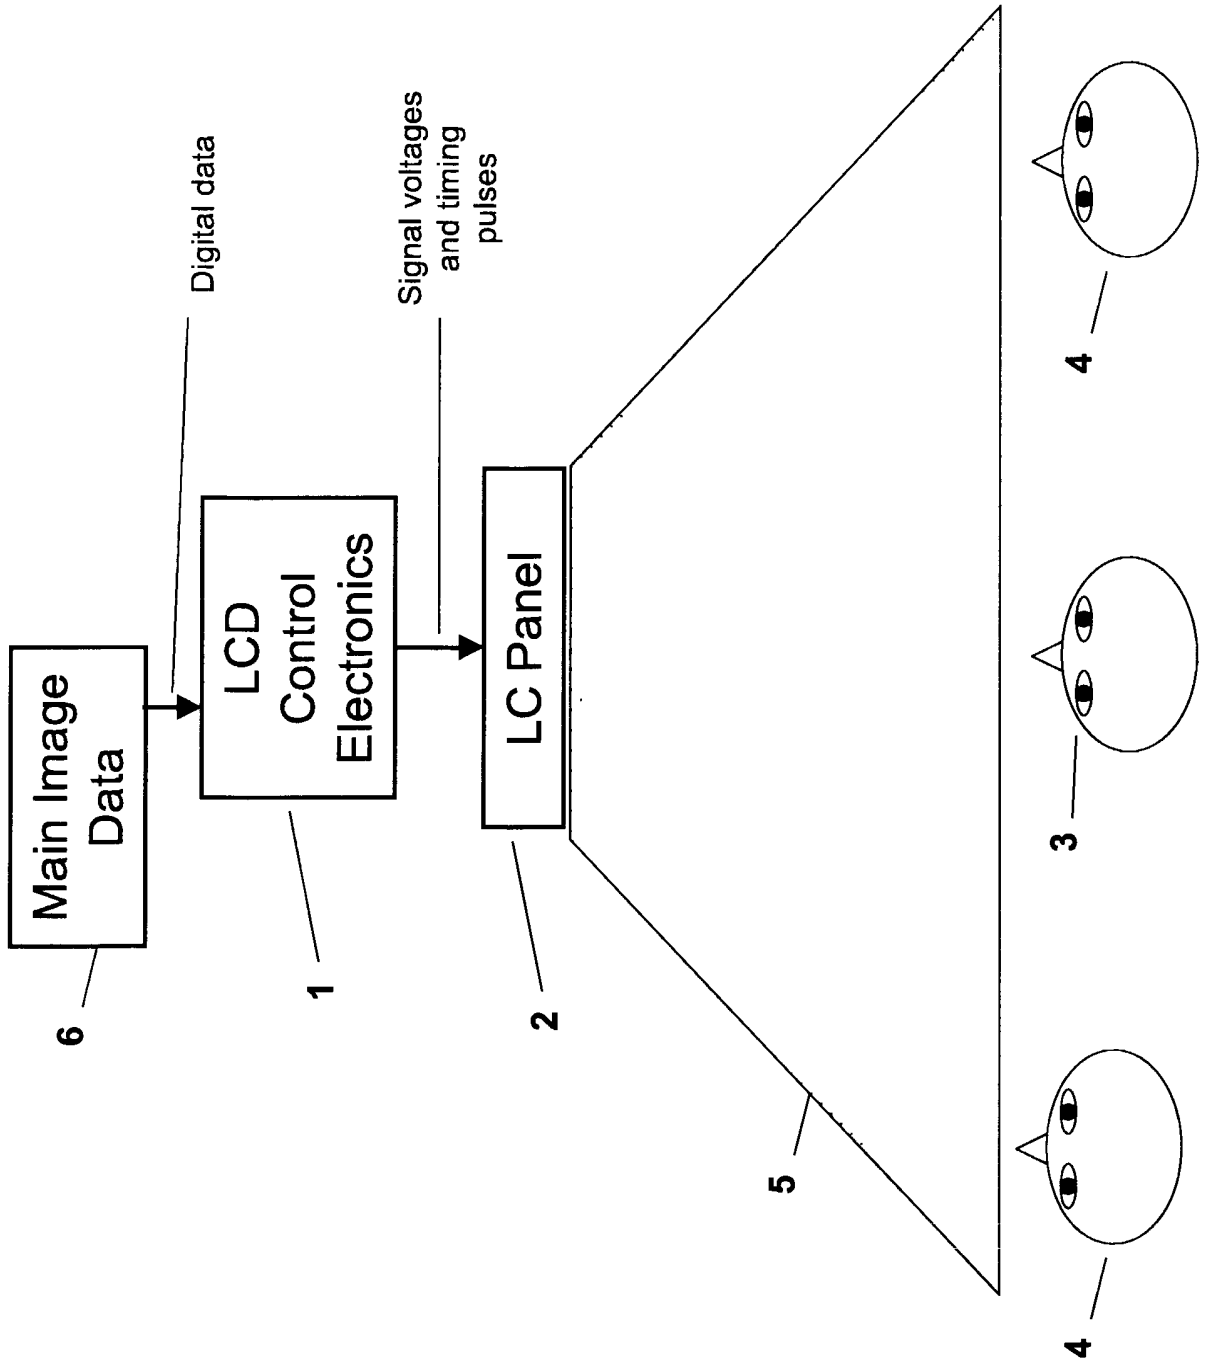 Main Image
Data
6
Digital data
LCD
Control
Electronics
1
Signal voltages
and timing
pulses
LC Panel
2
5
4
3
4